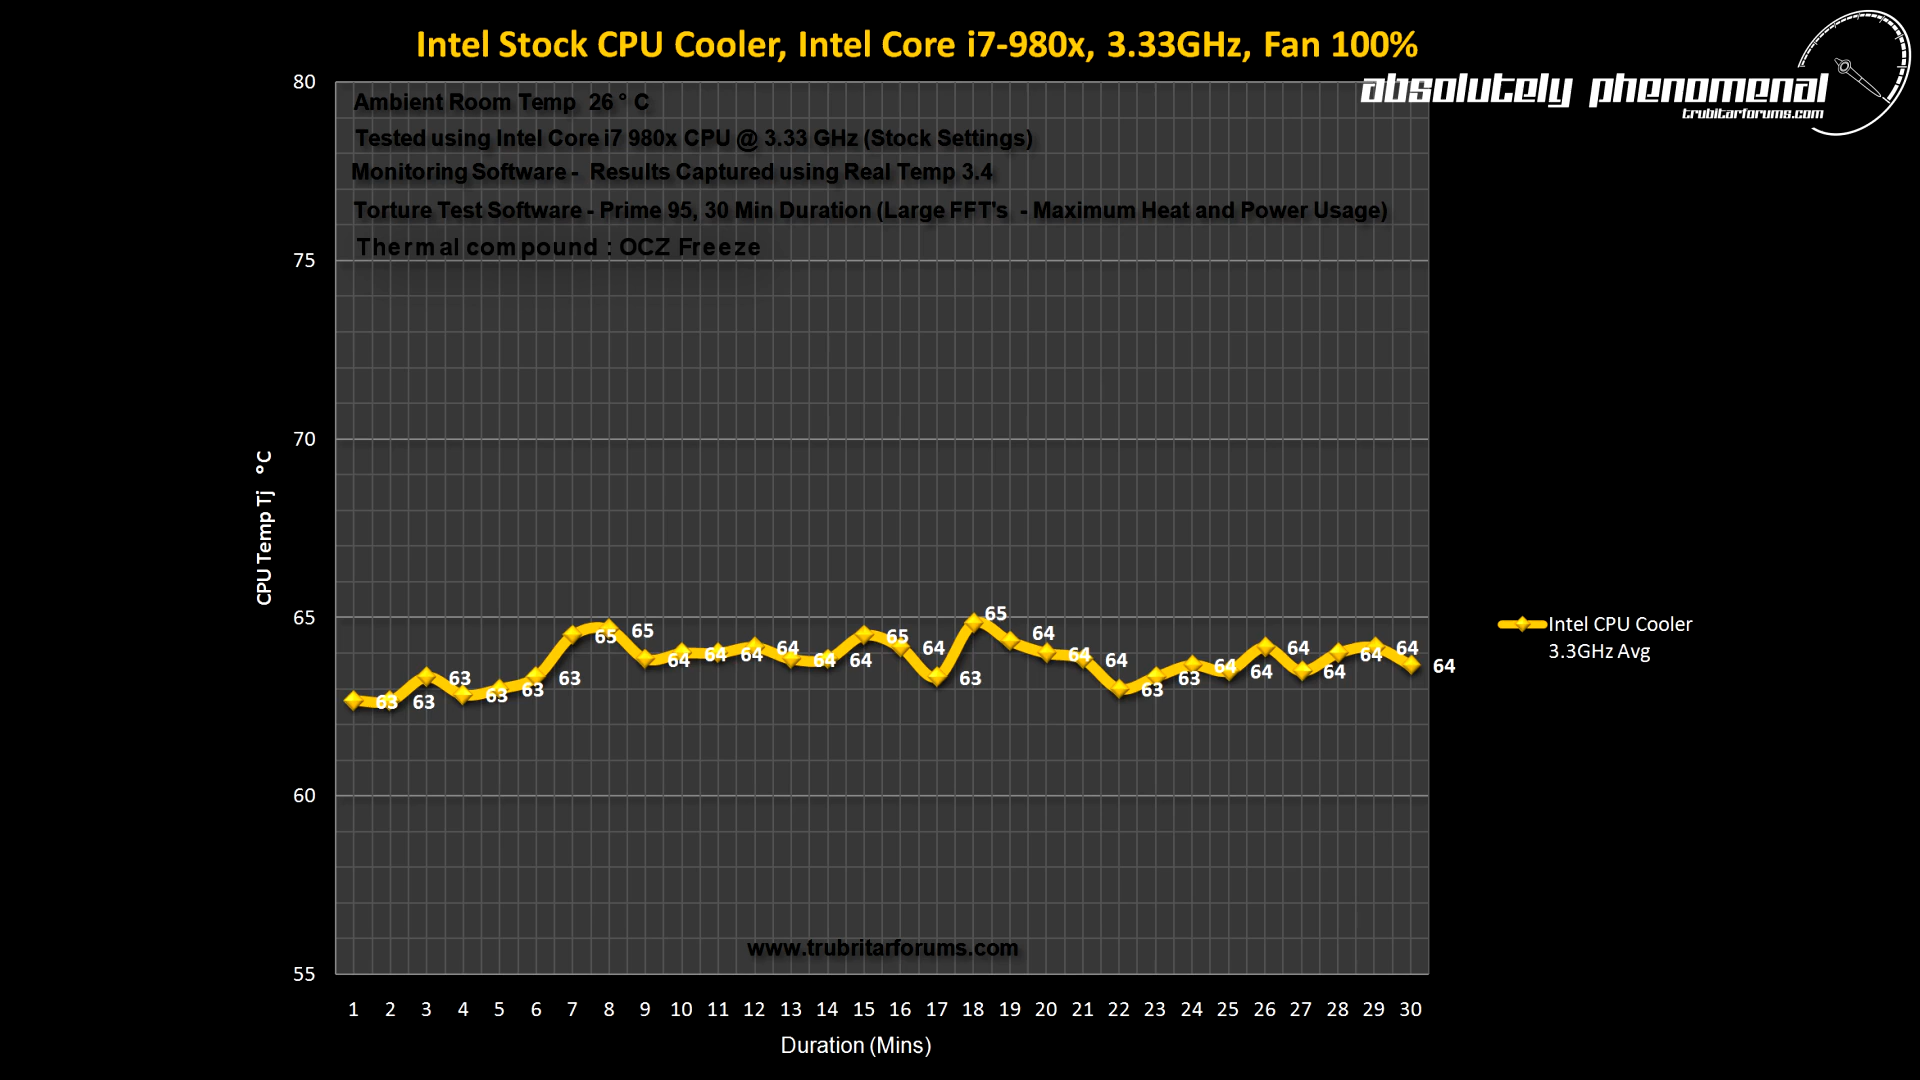 Intel Stock CPU Cooler, Intel Core i7-980x, 3.33GHz, Fan 100%
absolutely phenomenal
trubritarforums.com
80
Ambient Room Temp 26° C
Tested using Intel Core i7 980x CPU @ 3.33 GHz (Stock Settings)
Monitoring Software - Results Captured using Real Temp 3.4
Torture Test Software - Prime 95, 30 Min Duration (Large FFT's - Maximum Heat and Power Usage)
Thermal compound : OCZ Freeze
75
70
CPU Temp Tj °C
65
63 63 63 63 63 63 65 65 64 64 64 64 64 64 65 64 63 65 64 64 64 63 63 64 64 64 64 64 64 64
Intel CPU Cooler
3.3GHz Avg
60
www.trubritarforums.com
55
1 2 3 4 5 6 7 8 9 10 11 12 13 14 15 16 17 18 19 20 21 22 23 24 25 26 27 28 29 30
Duration (Mins)